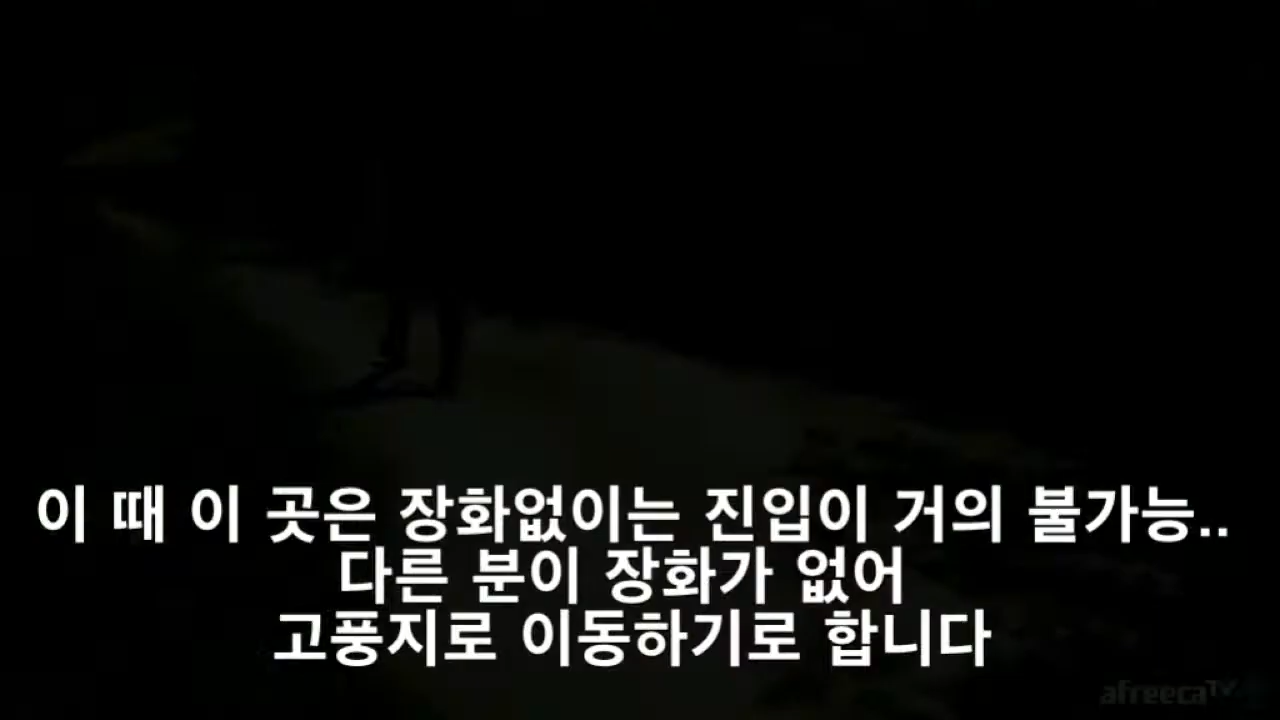 이 때 이 곳은 장화없이는 진입이 거의 불가능..
다른 분이 장화가 없어
고풍지로 이동하기로 합니다
afreecaTV